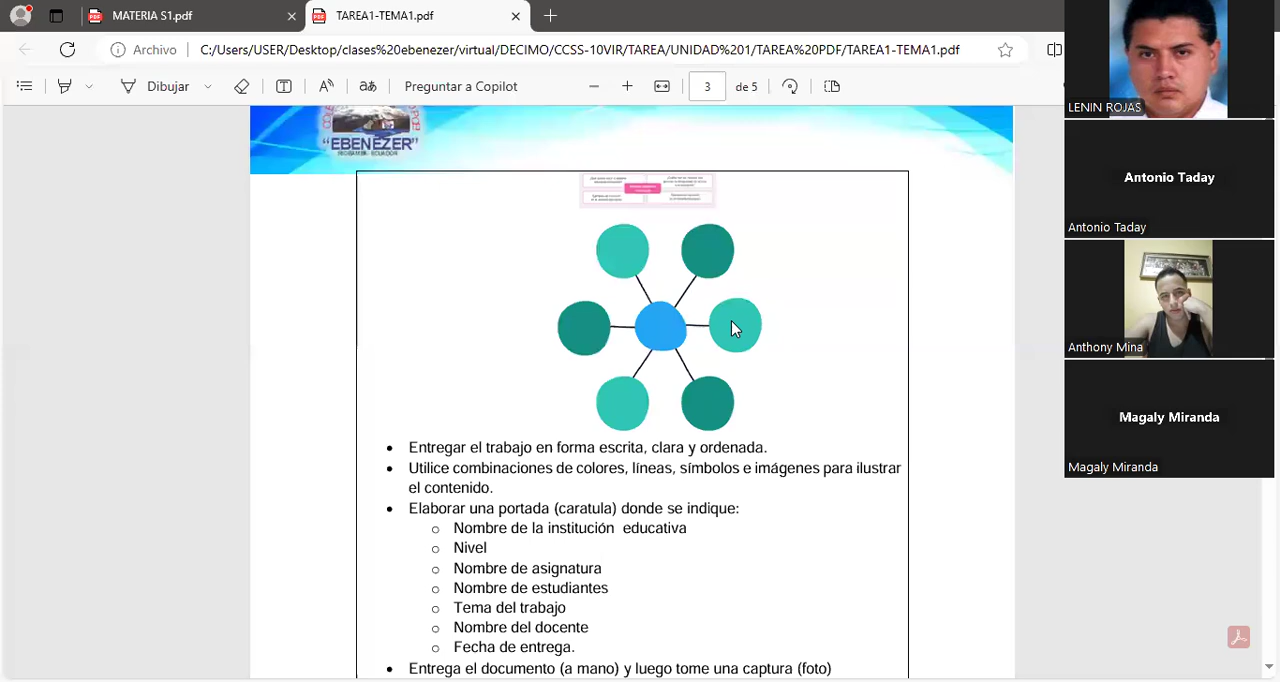 MATERIA S1.pdf
TAREA1-TEMA1.pdf
Archivo
C:/Users/USER/Desktop/clases%20ebenezer/virtual/DECIMO/CCSS-10VIR/TAREA/UNIDAD%201/TAREA%20PDF/TAREA1-TEMA1.pdf
Dibujar
Preguntar a Copilot
3
de 5
"EBENEZER"
Entregar el trabajo en forma escrita, clara y ordenada.
Utilice combinaciones de colores, líneas, símbolos e imágenes para ilustrar
el contenido.
Elaborar una portada (caratula) donde se indique:
Nombre de la institución educativa
Nivel
Nombre de asignatura
Nombre de estudiantes
Tema del trabajo
Nombre del docente
Fecha de entrega.
Entrega el documento (a mano) y luego tome una captura (foto)
LENIN ROJAS
Antonio Taday
Antonio Taday
Anthony Mina
Magaly Miranda
Magaly Miranda